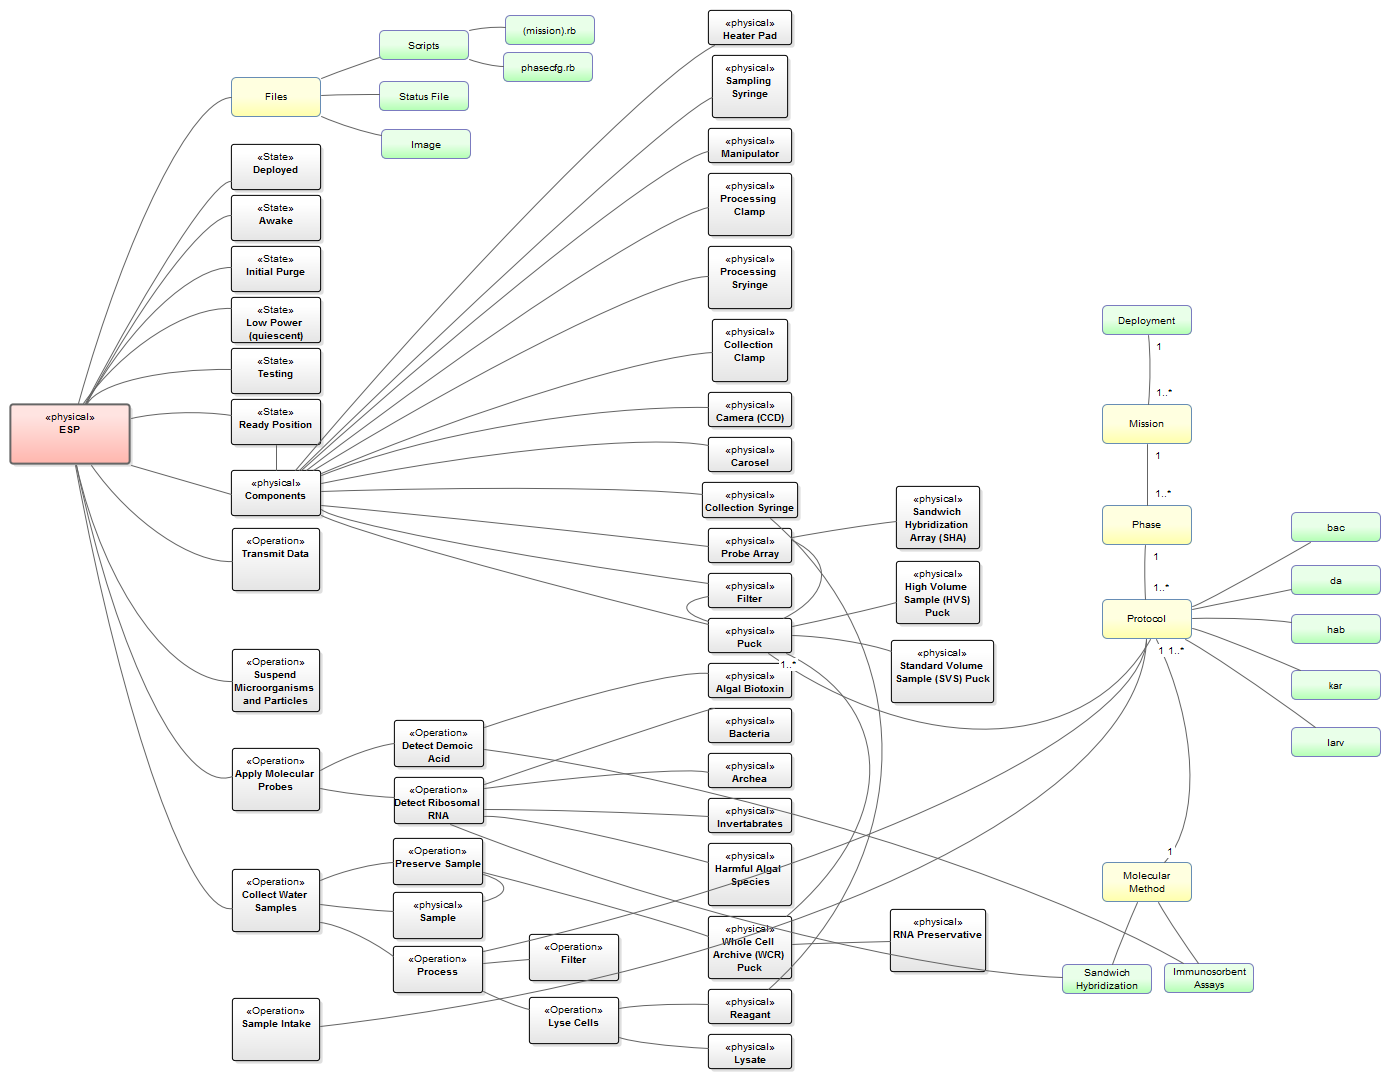 «physical»
ESP
Files
Scripts
(mission).rb
phasecfg.rb
Status File
Image
«State»
Deployed
«State»
Awake
«State»
Initial Purge
«State»
Low Power
(quiescent)
«State»
Testing
«State»
Ready Position
«physical»
Components
«Operation»
Transmit Data
«Operation»
Suspend
Microorganisms
and Particles
«Operation»
Apply Molecular
Probes
«Operation»
Collect Water
Samples
«Operation»
Sample Intake
«Operation»
Detect Demoic
Acid
«Operation»
Detect Ribosomal
RNA
«Operation»
Preserve Sample
«physical»
Sample
«Operation»
Process
«Operation»
Filter
«Operation»
Lyse Cells
«physical»
Heater Pad
«physical»
Sampling
Syringe
«physical»
Manipulator
«physical»
Processing
Clamp
«physical»
Processing
Sryinge
«physical»
Collection
Clamp
«physical»
Camera (CCD)
«physical»
Carosel
«physical»
Collection Syringe
«physical»
Probe Array
«physical»
Filter
«physical»
Puck
1..*
«physical»
Algal Biotoxin
«physical»
Bacteria
«physical»
Archea
«physical»
Invertabrates
«physical»
Harmful Algal
Species
«physical»
Whole Cell
Archive (WCR)
Puck
«physical»
Reagant
«physical»
Lysate
«physical»
Sandwich
Hybridization
Array (SHA)
«physical»
High Volume
Sample (HVS)
Puck
«physical»
Standard Volume
Sample (SVS) Puck
«physical»
RNA Preservative
Deployment
1
1..*
Mission
1
1..*
Phase
1
1..*
Protocol
1 1..*
bac
da
hab
kar
larv
1
Molecular
Method
Sandwich
Hybridization
Immunosorbent
Assays